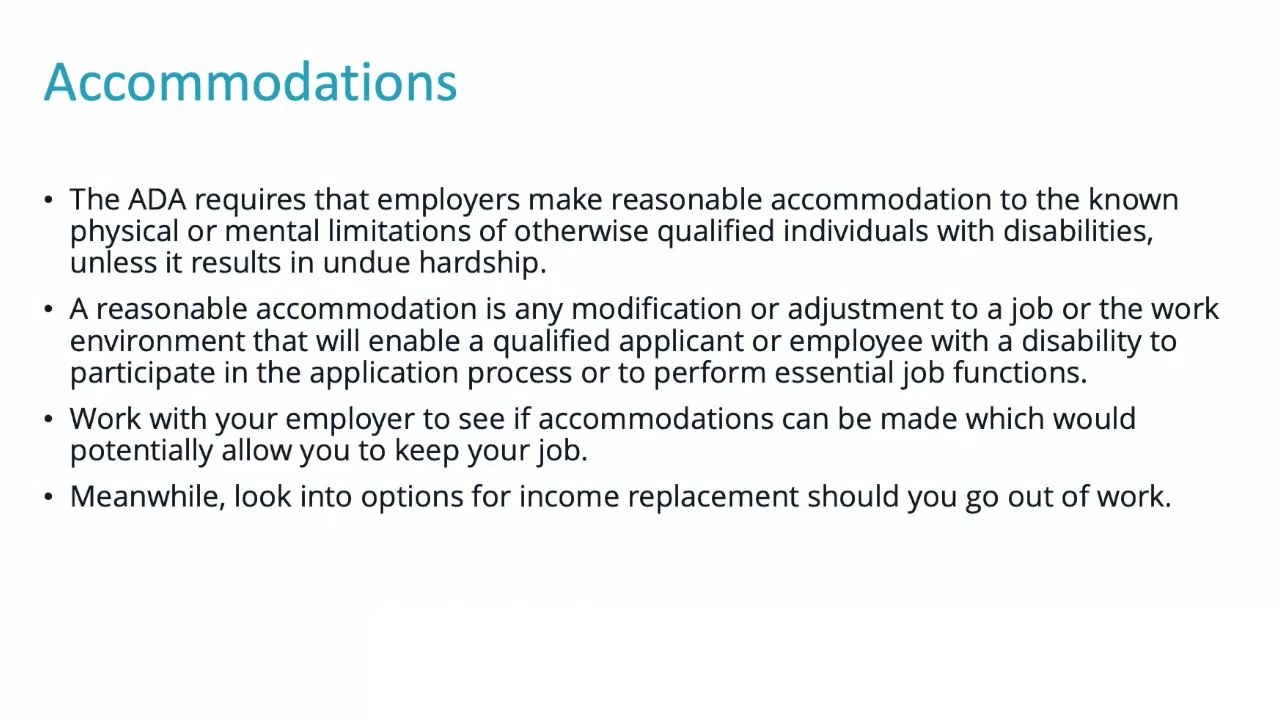 Accommodations
• The ADA requires that employers make reasonable accommodation to the known
physical or mental limitations of otherwise qualified individuals with disabilities,
unless it results in undue hardship.
• A reasonable accommodation is any modification or adjustment to a job or the work
environment that will enable a qualified applicant or employee with a disability to
participate in the application process or to perform essential job functions.
• Work with your employer to see if accommodations can be made which would
potentially allow you to keep your job.
• Meanwhile, look into options for income replacement should you go out of work.